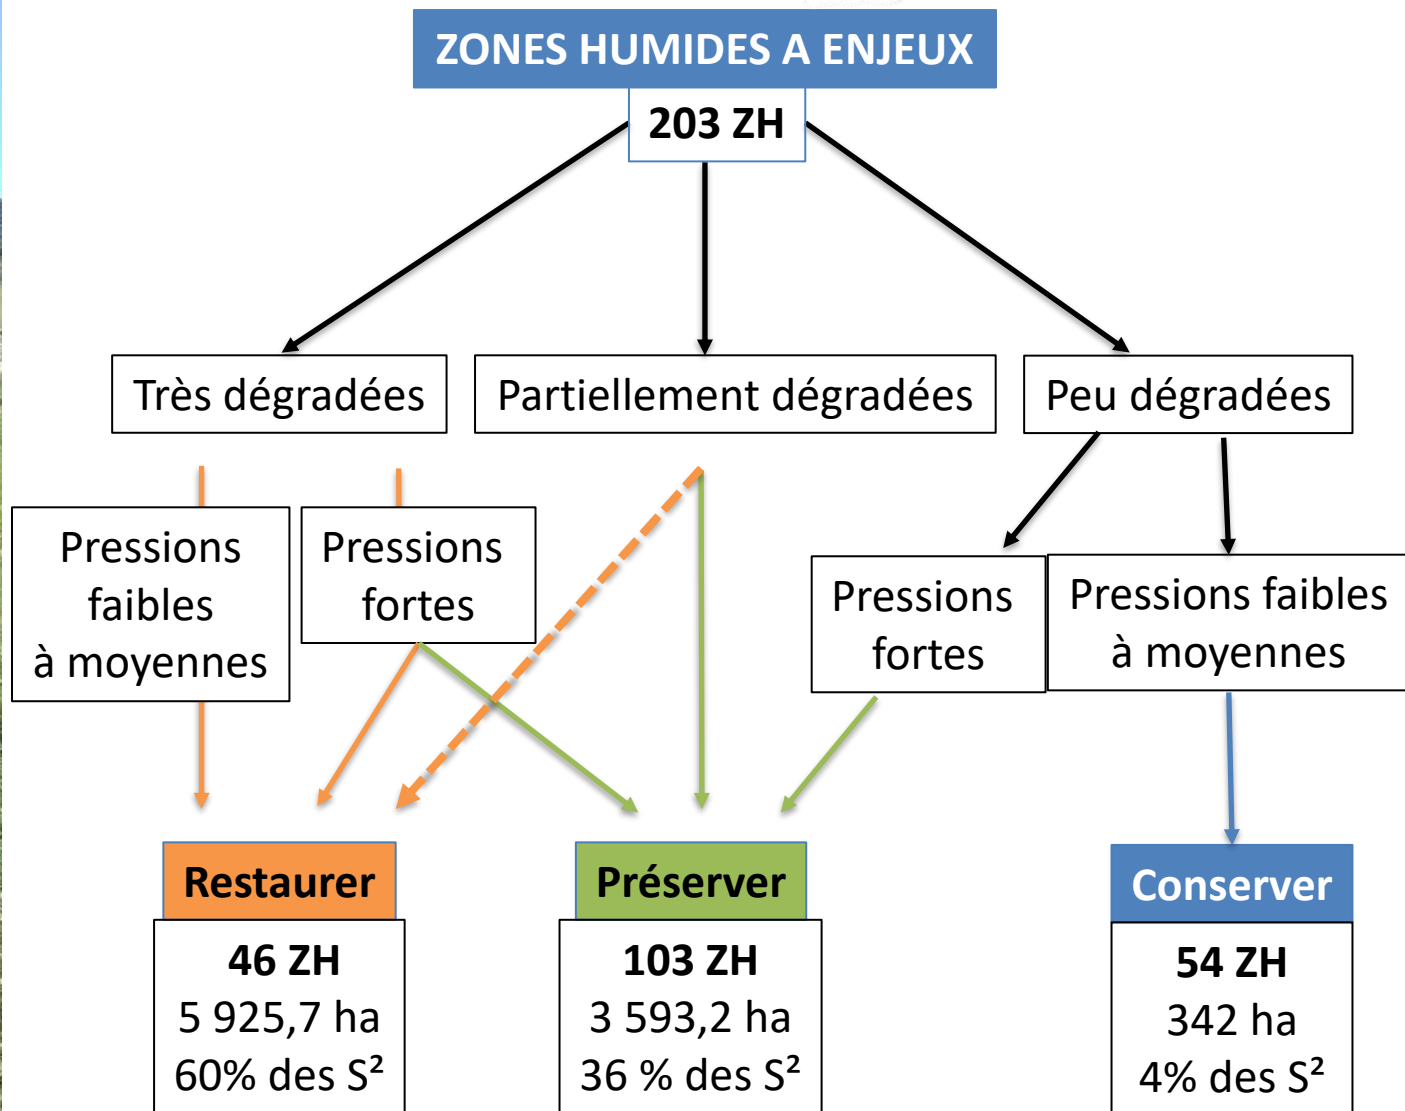 ZONES HUMIDES A ENJEUX
203 ZH
Très dégradées
Partiellement dégradées
Peu dégradées
Pressions
faibles
à moyennes
Pressions
fortes
Pressions
fortes
Pressions faibles
à moyennes
Restaurer
46 ZH
5 925,7 ha
60% des S²
Préserver
103 ZH
3 593,2 ha
36 % des S²
Conserver
54 ZH
342 ha
4% des S²